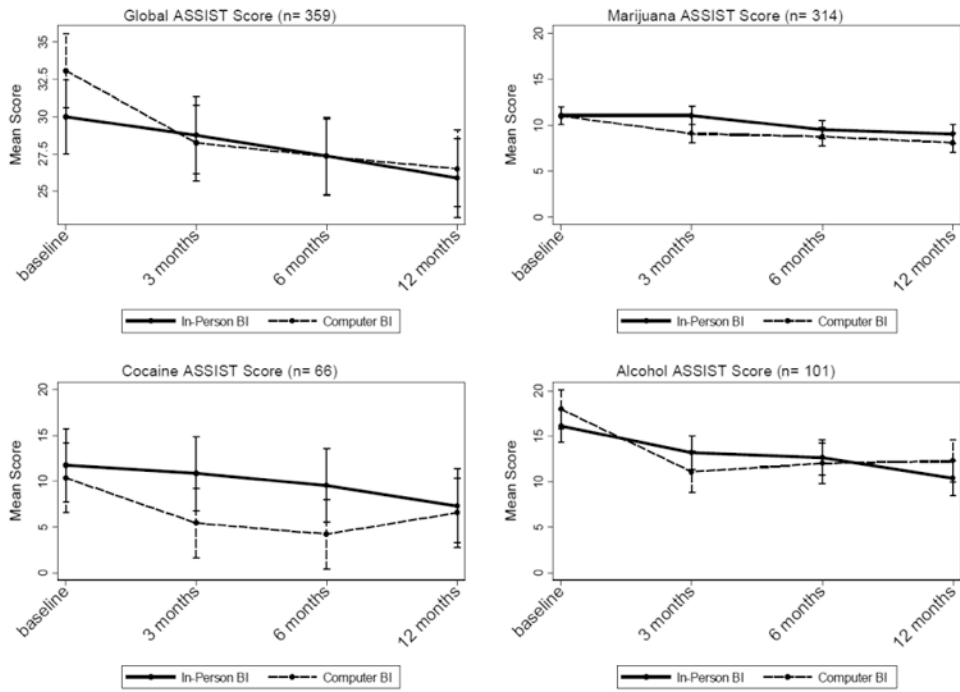 Global ASSIST Score (n= 359)
Mean Score
35
32.5
30
27.5
25
baseline
3 months
6 months
12 months
In-Person BI
Computer BI
Marijuana ASSIST Score (n= 314)
Mean Score
20
15
10
5
0
baseline
3 months
6 months
12 months
In-Person BI
Computer BI
Cocaine ASSIST Score (n= 66)
Mean Score
20
15
10
5
0
baseline
3 months
6 months
12 months
In-Person BI
Computer BI
Alcohol ASSIST Score (n= 101)
Mean Score
20
15
10
5
0
baseline
3 months
6 months
12 months
In-Person BI
Computer BI